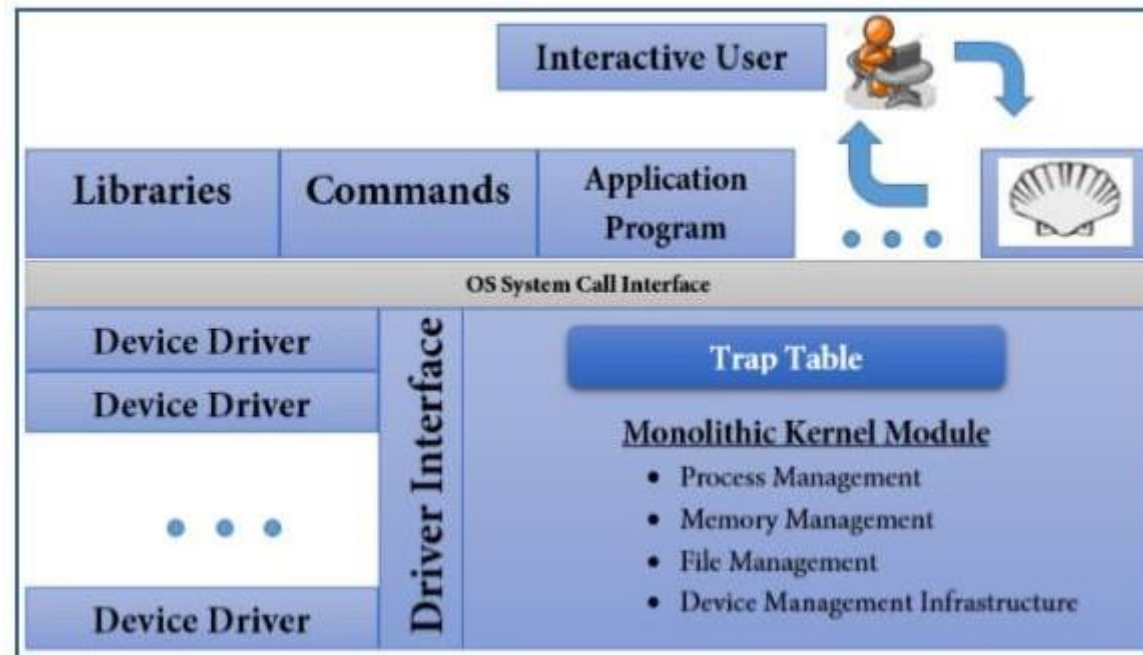 Interactive User
Libraries
Commands
Application
Program
OS System Call Interface
Device Driver
Device Driver
Device Driver
Driver Interface
Trap Table
Monolithic Kernel Module
• Process Management
• Memory Management
• File Management
• Device Management Infrastructure